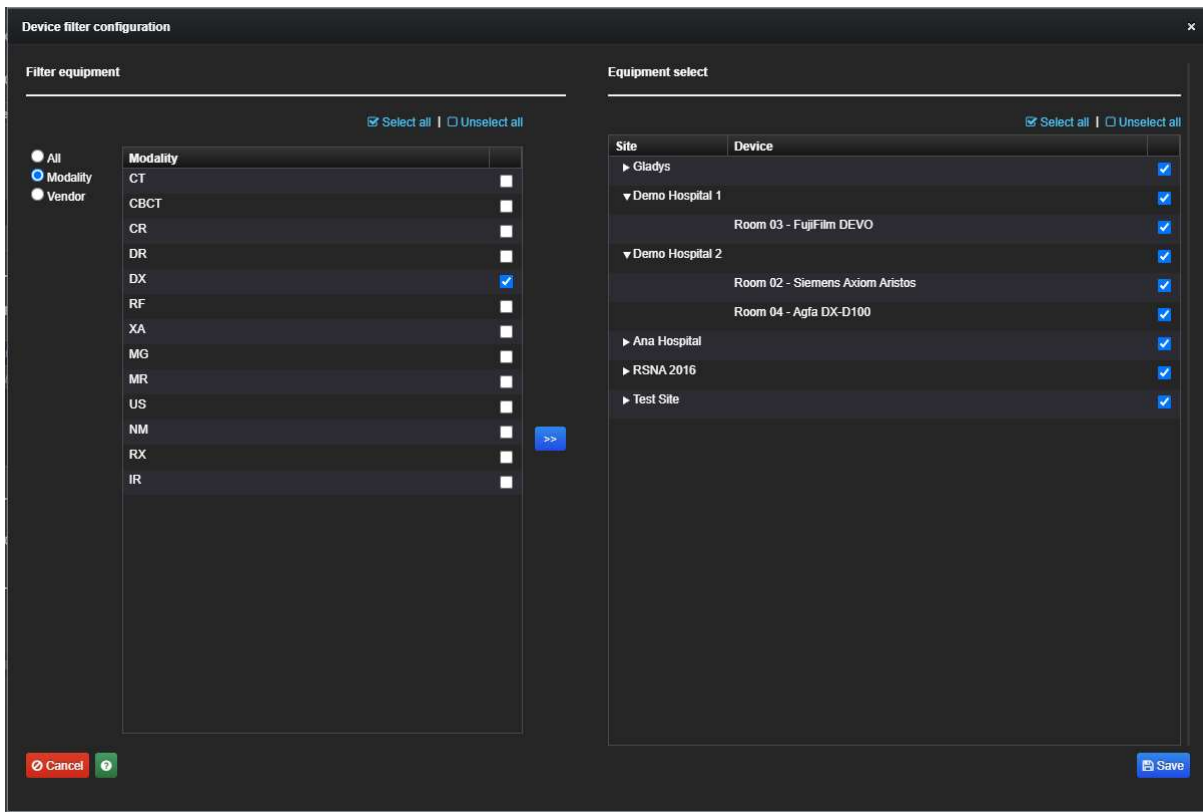 Device filter configuration
×
Filter equipment
Select all | Unselect all
All
Modality
Vendor
Modality
CT
CBCT
CR
DR
DX
RF
XA
MG
MR
US
NM
RX
IR
>>
Equipment select
Select all | Unselect all
Site Device
Gladys
Demo Hospital 1
Room 03 - FujiFilm DEVO
Demo Hospital 2
Room 02 - Siemens Axiom Aristos
Room 04 - Agfa DX-D100
Ana Hospital
RSNA 2016
Test Site
Cancel ?
Save